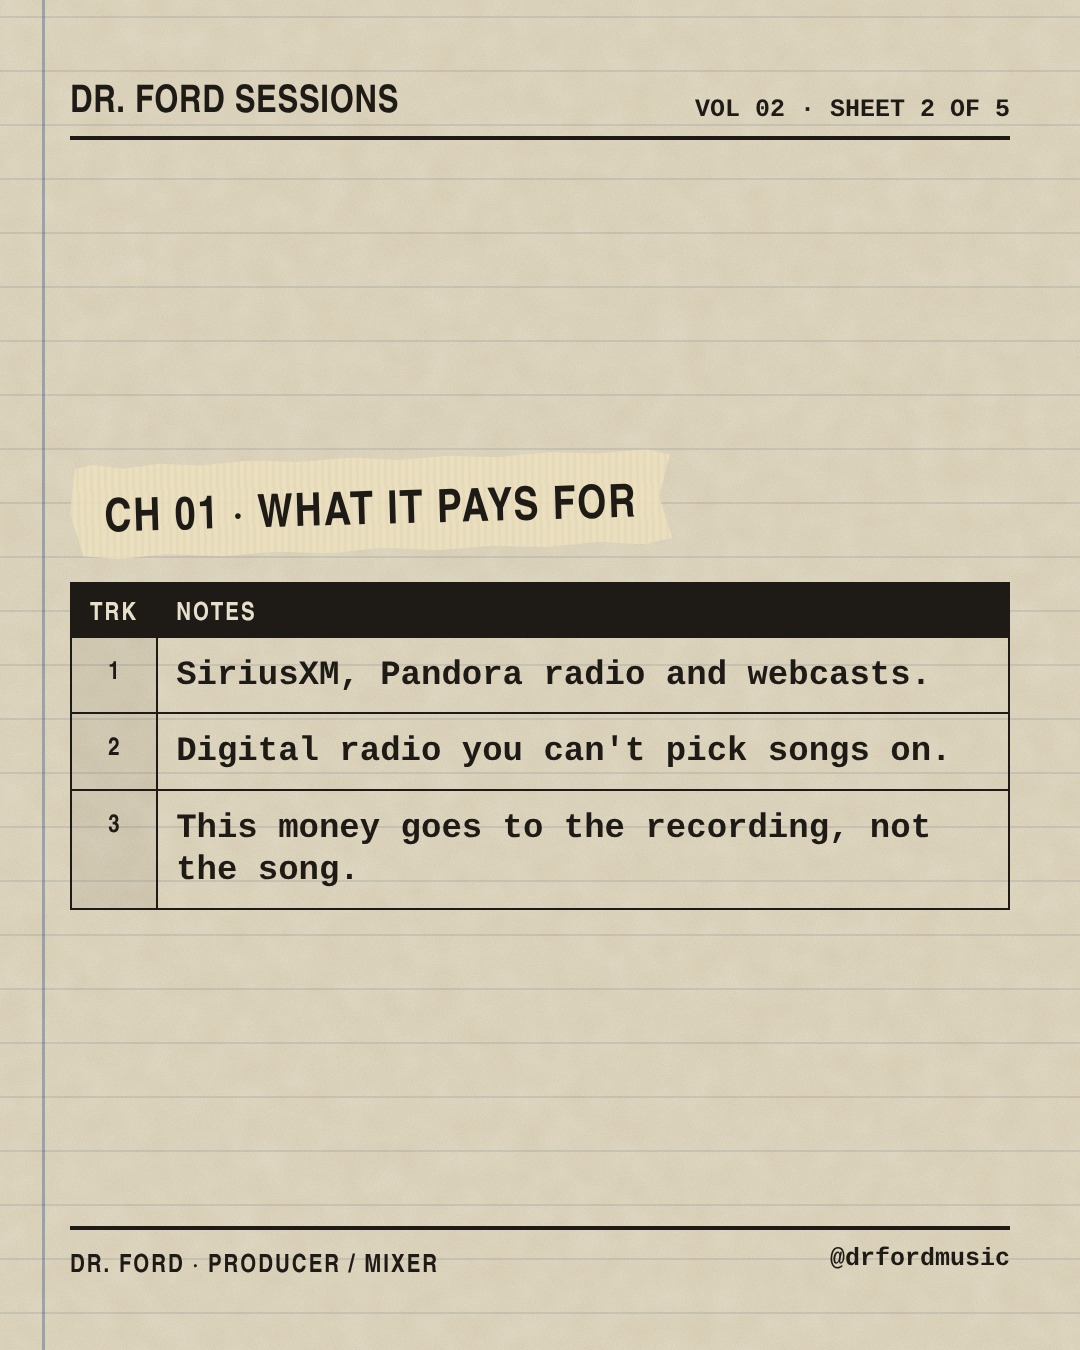 DR. FORD SESSIONS
VOL 02 · SHEET 2 OF 5
CH 01 · WHAT IT PAYS FOR
TRK NOTES
1 SiriusXM, Pandora radio and webcasts.
2 Digital radio you can't pick songs on.
3 This money goes to the recording, not
the song.
DR. FORD · PRODUCER / MIXER
@drfordmusic